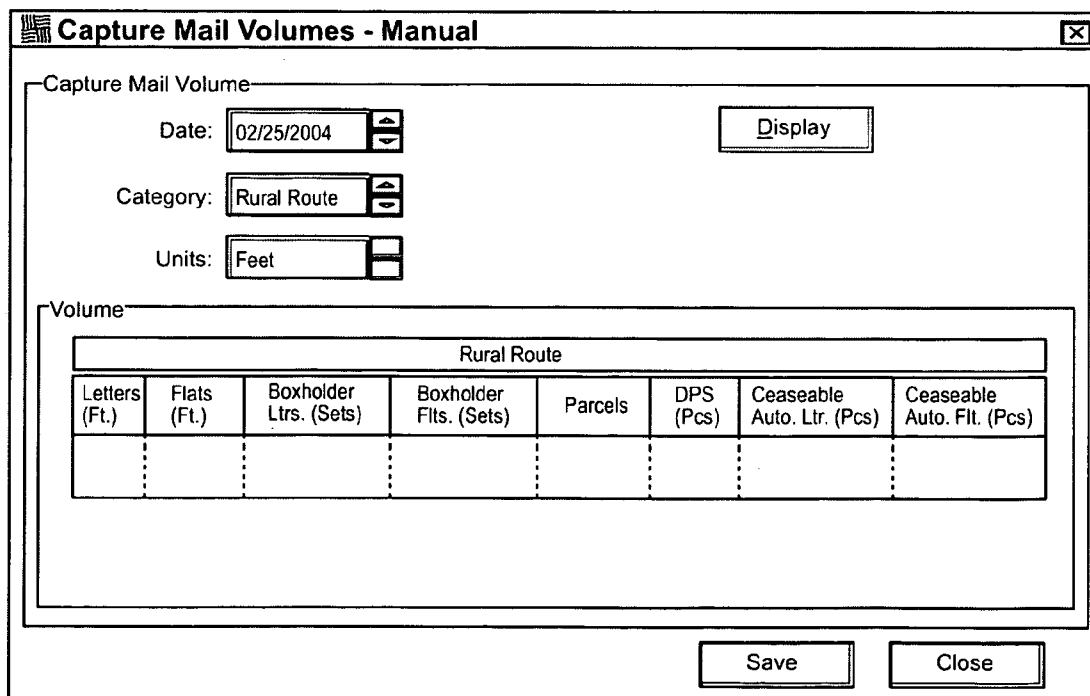 Capture Mail Volumes - Manual
Capture Mail Volume
Date: 02/25/2004
Display
Category: Rural Route
Units: Feet
Volume
Rural Route
Letters (Ft.)
Flats (Ft.)
Boxholder Ltrs. (Sets)
Boxholder Flts. (Sets)
Parcels
DPS (Pcs)
Ceaseable Auto. Ltr. (Pcs)
Ceaseable Auto. Flt. (Pcs)
Save
Close